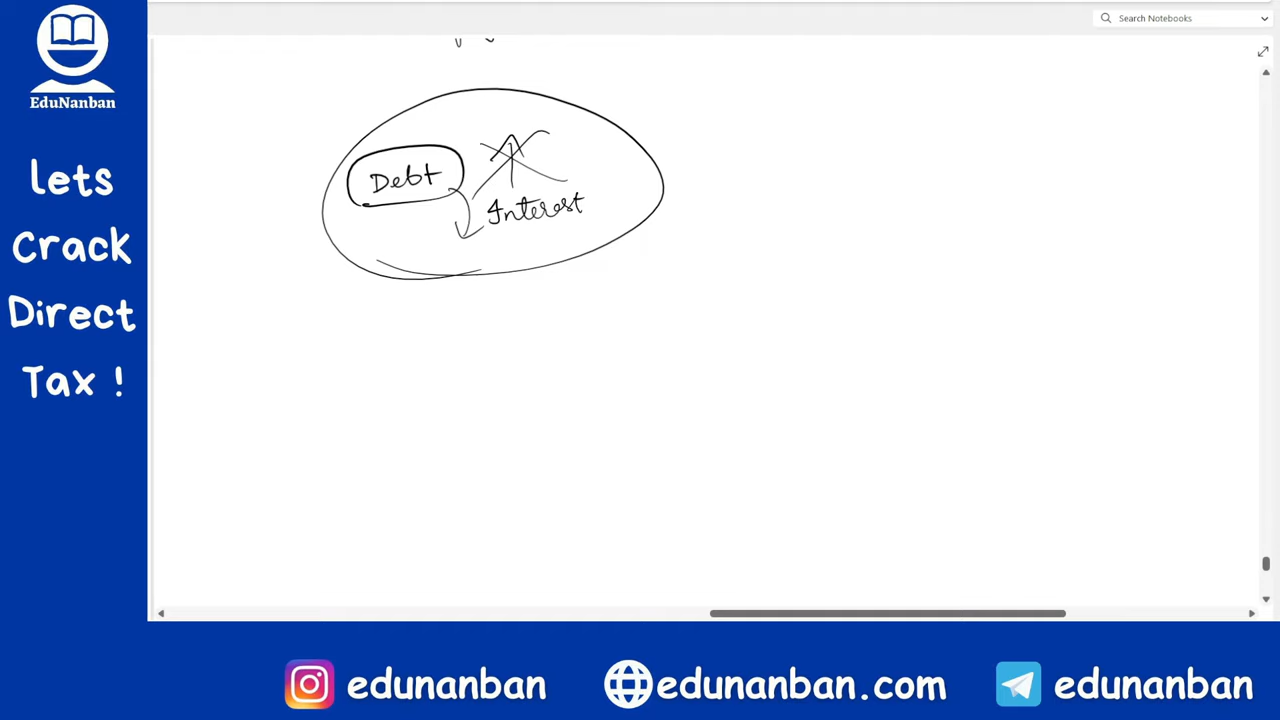 Search Notebooks
EduNanban
lets
Crack
Direct
Tax !
Debt
Interest
edunanban
edunanban.com
edunanban